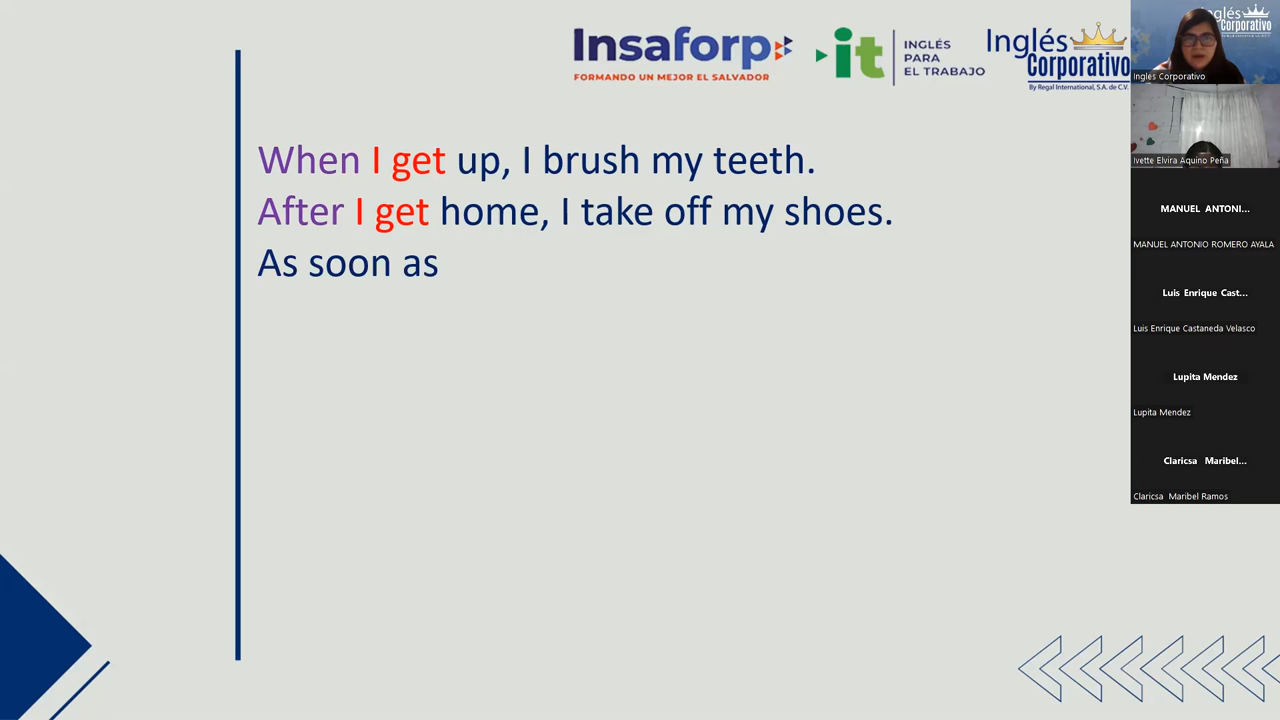 Insaforp
FORMANDO UN MEJOR EL SALVADOR
it
INGLÉS
PARA
EL TRABAJO
Inglés
Corporativo
By Regal International, S.A. de C.V.
When I get up, I brush my teeth.
After I get home, I take off my shoes.
As soon as
Inglés
Corporativo
Ingles Corporativo
Ivette Elvira Aquino Peña
MANUEL ANTONI...
MANUEL ANTONIO ROMERO AYALA
Luis Enrique Cast...
Luis Enrique Castaneda Velasco
Lupita Mendez
Lupita Mendez
Claricsa Maribel...
Claricsa Maribel Ramos